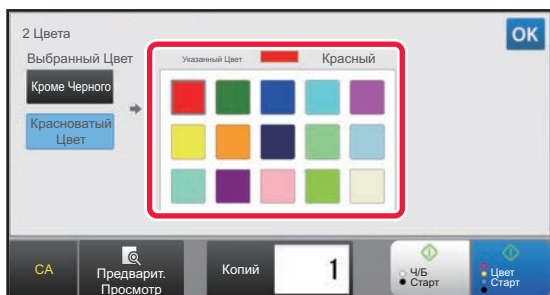 2 Цвета
OK
Выбранный Цвет
Указанный Цвет
Красный
Кроме Черного
Красноватый
Цвет
CA
Предварит.
Просмотр
Копий
1
Ч/Б
Старт
Цвет
Старт